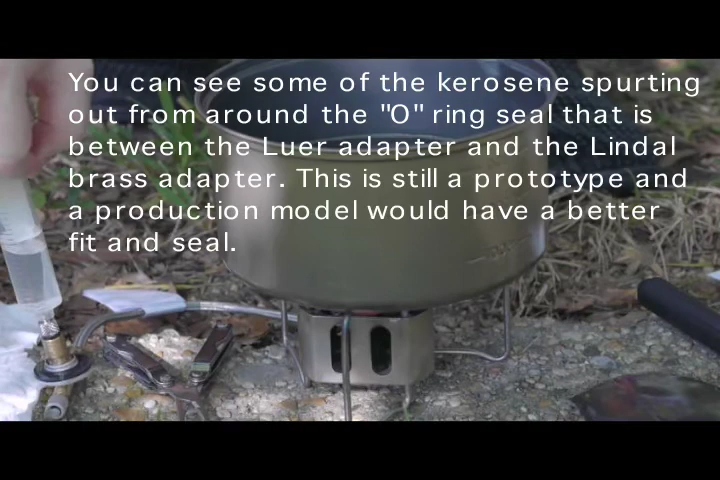 You can see some of the kerosene spurting
out from around the "O" ring seal that is
between the Luer adapter and the Lindal
brass adapter. This is still a prototype and
a production model would have a better
fit and seal.